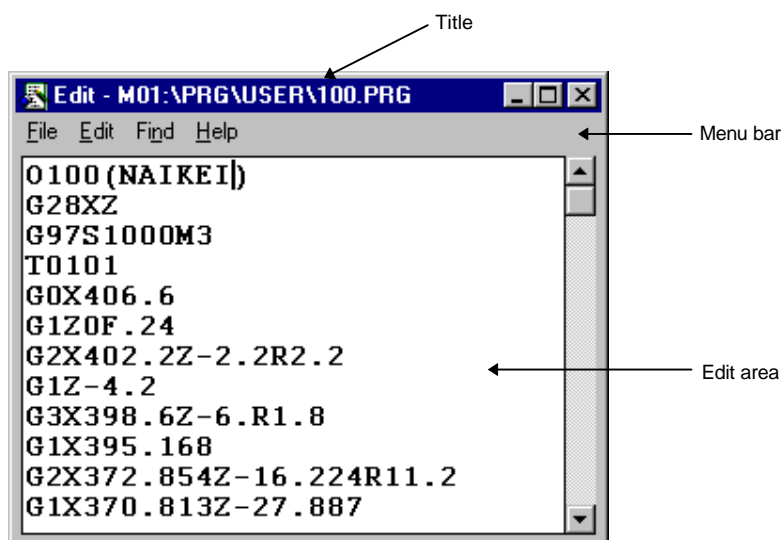 Title
Edit - M01:\PRG\USER\100.PRG
File Edit Find Help
Menu bar
O100(NAIKEI)
G28XZ
G97S1000M3
T0101
G0X406.6
G1Z0F.24
G2X402.2Z-2.2R2.2
Edit area
G1Z-4.2
G3X398.6Z-6.R1.8
G1X395.168
G2X372.854Z-16.224R11.2
G1X370.813Z-27.887